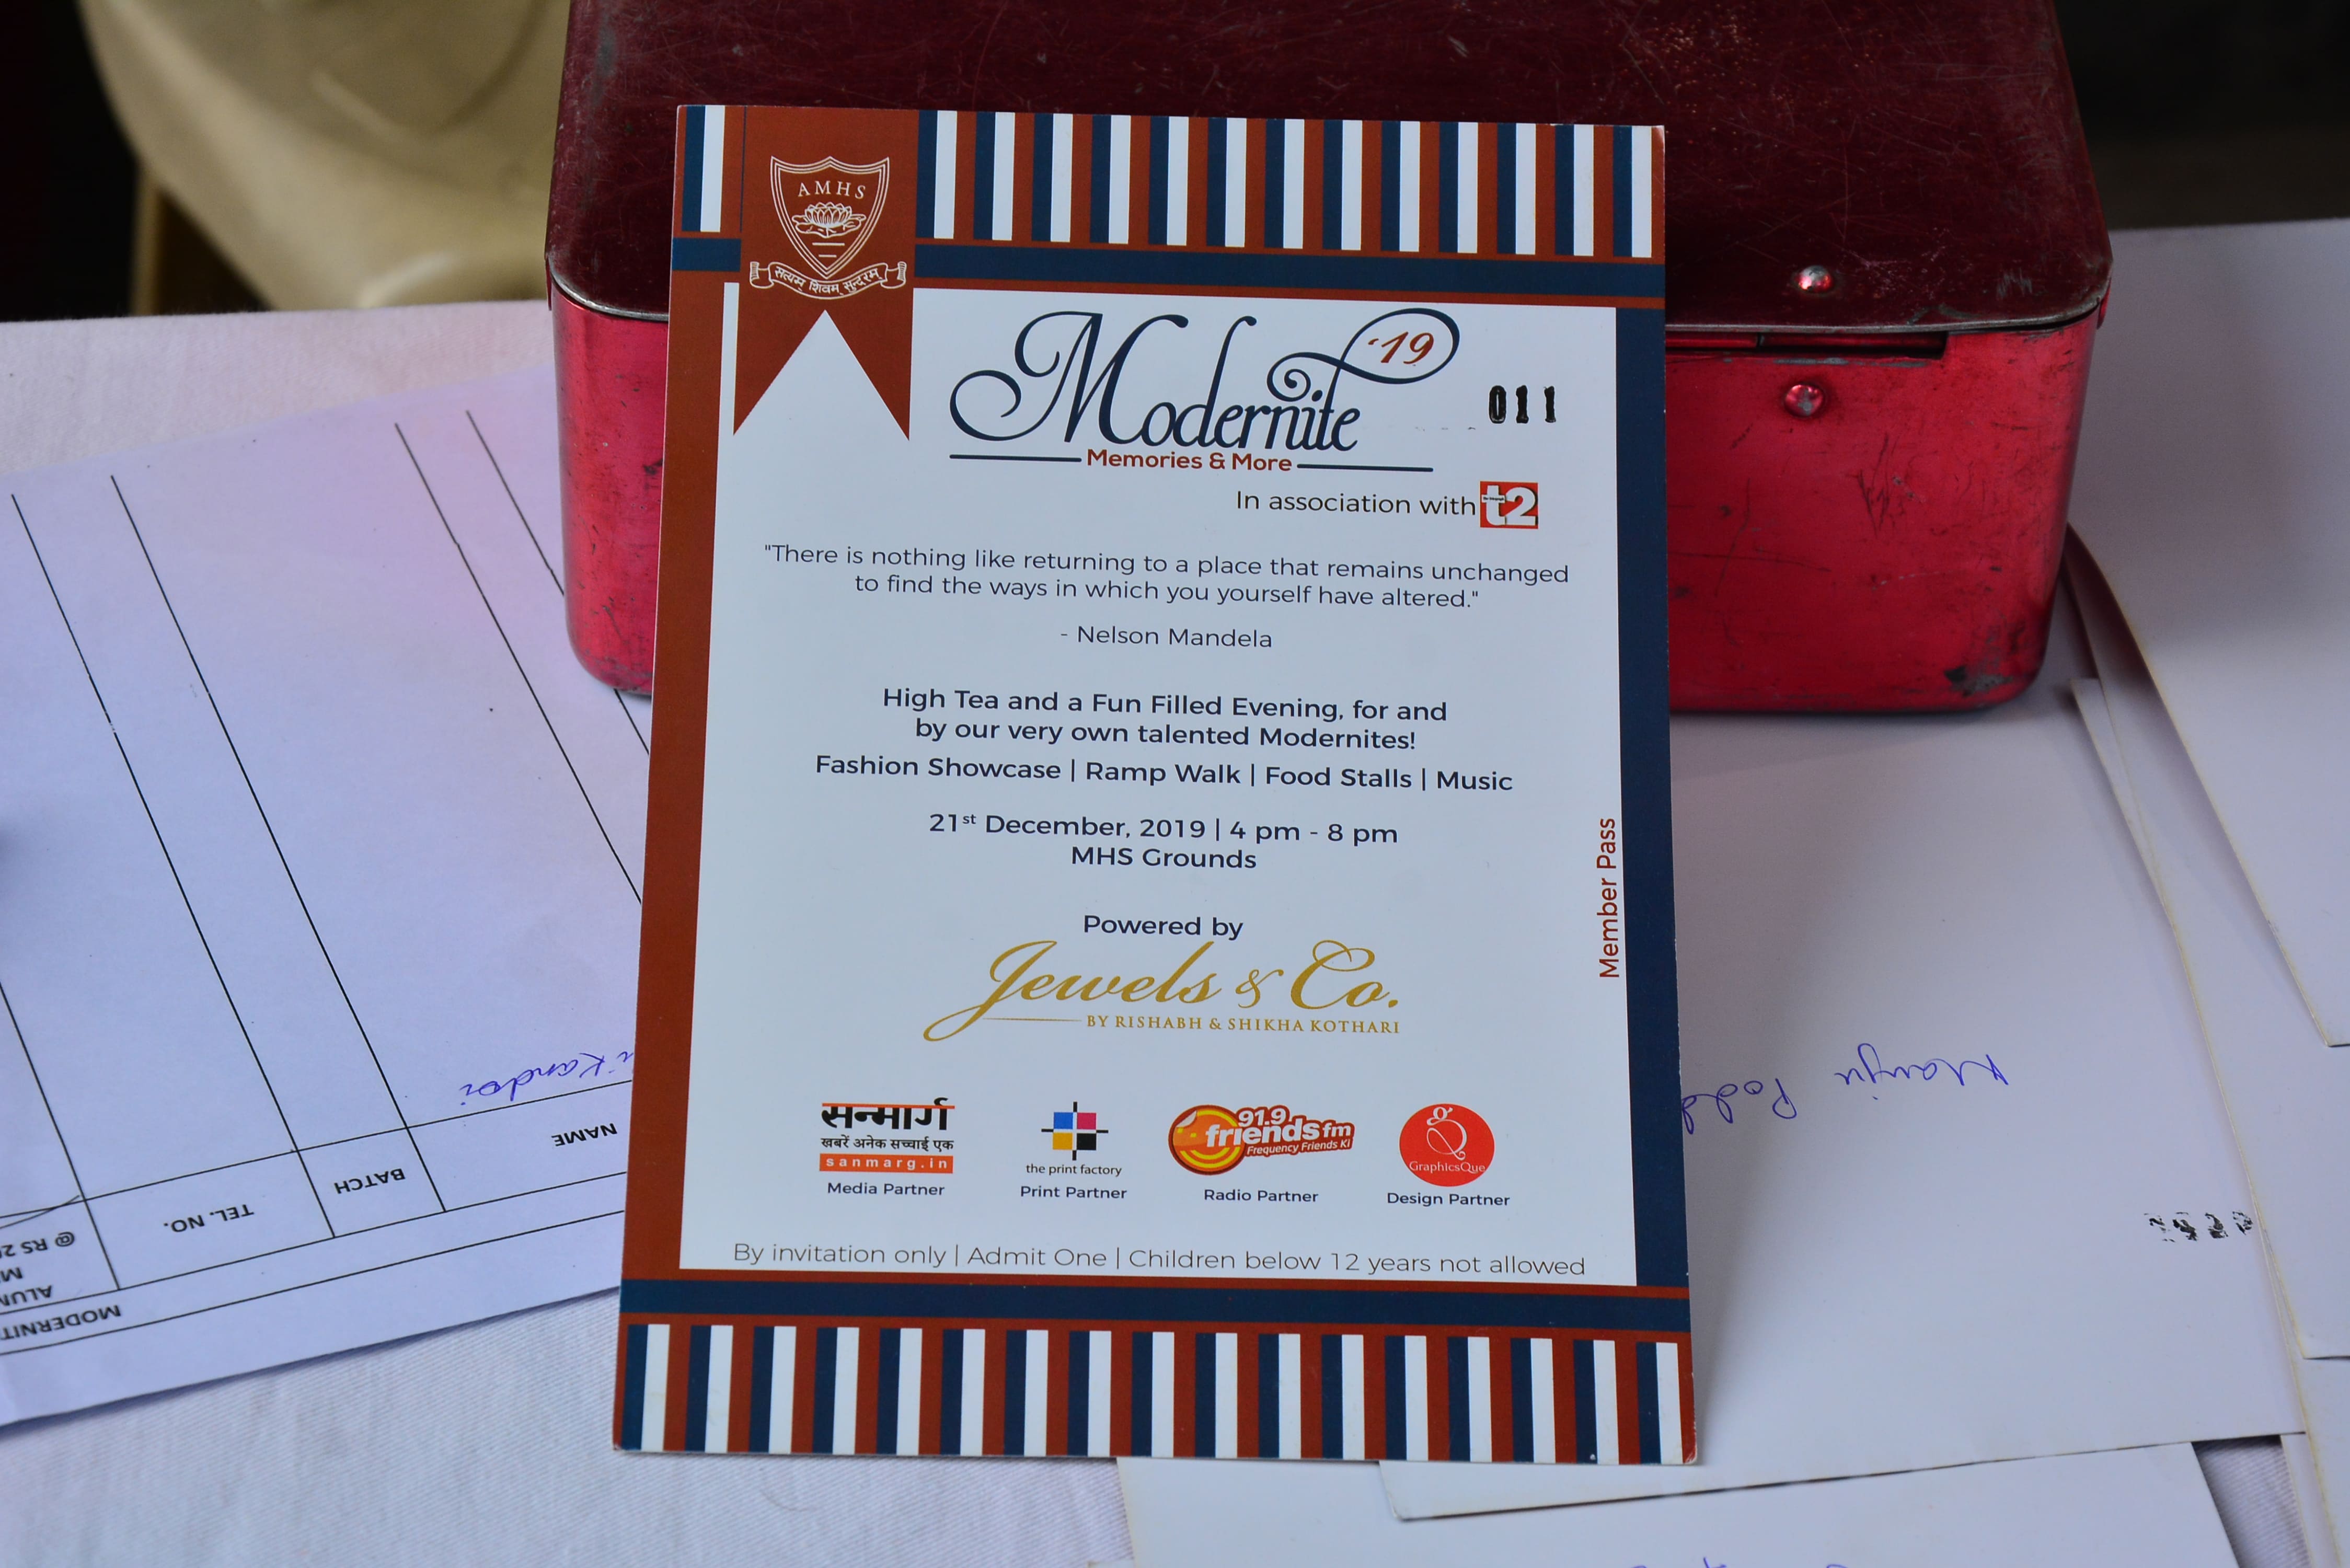 AMHS
सत्यम् शिवम् सुन्दरम्
Modernite '19
011
Memories & More
In association with t2
"There is nothing like returning to a place that remains unchanged
to find the ways in which you yourself have altered."
- Nelson Mandela
High Tea and a Fun Filled Evening, for and
by our very own talented Modernites!
Fashion Showcase | Ramp Walk | Food Stalls | Music
21st December, 2019 | 4 pm - 8 pm
MHS Grounds
Member Pass
Powered by
Jewels & Co.
BY RISHABH & SHIKHA KOTHARI
सन्मार्ग
खबरें अनेक सच्चाई एक
sanmarg.in
Media Partner
the print factory
Print Partner
91.9
friends fm
Frequency Friends Ki
Radio Partner
GraphicsQue
Design Partner
By invitation only | Admit One | Children below 12 years not allowed
NAME
BATCH
TEL. NO.
@ RS
Kandoi
Manju